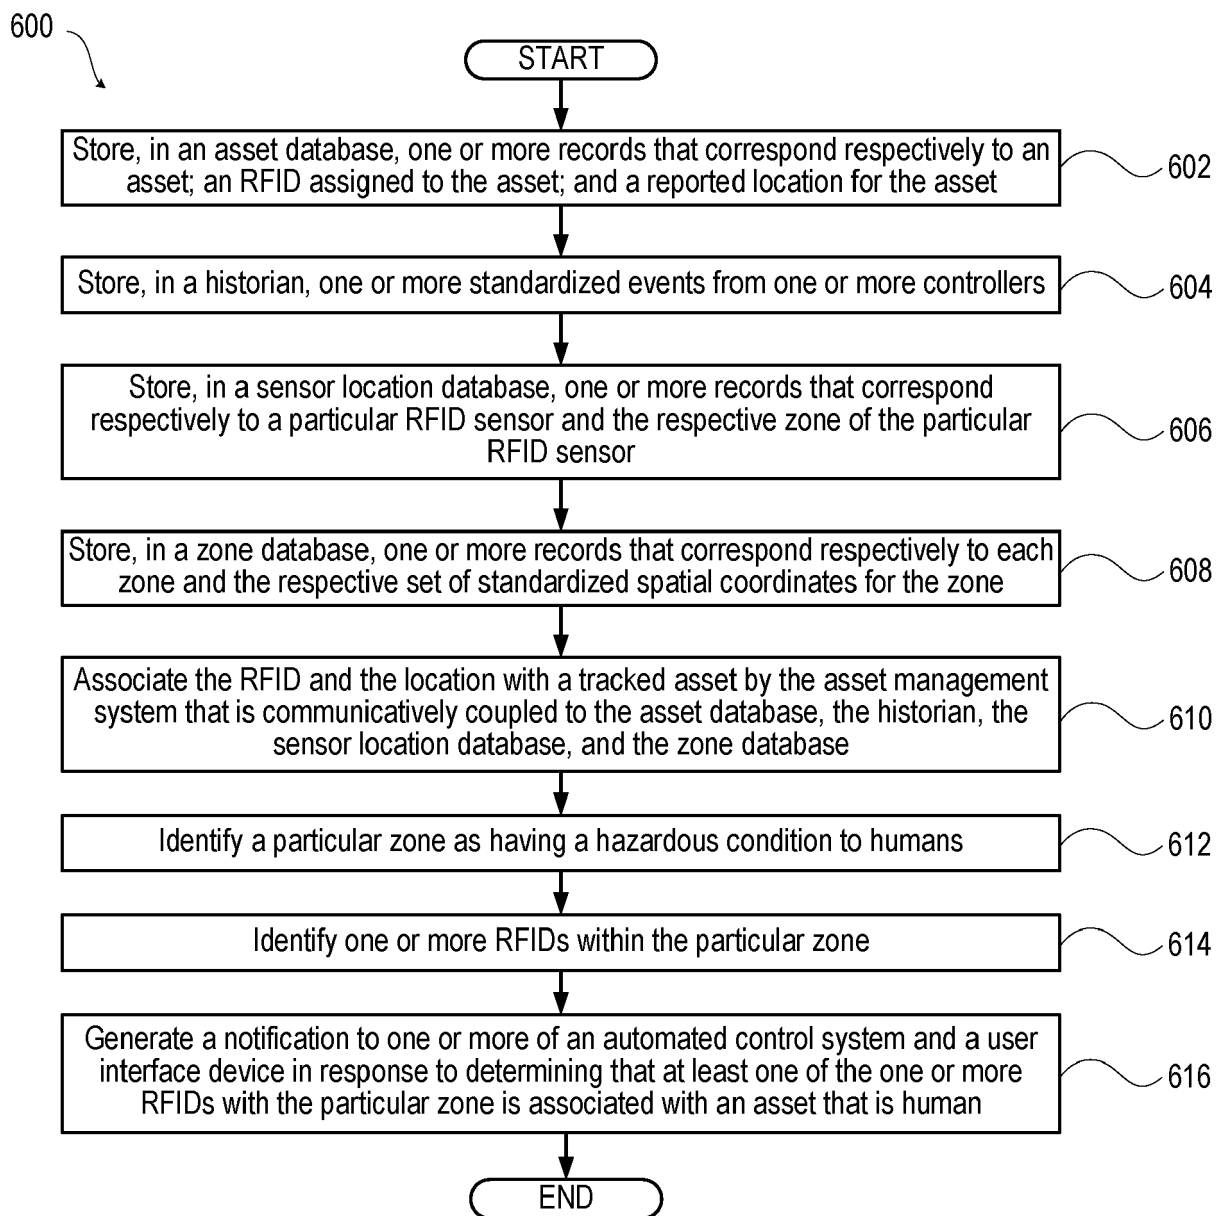 600
START
Store, in an asset database, one or more records that correspond respectively to an
asset; an RFID assigned to the asset; and a reported location for the asset
602
Store, in a historian, one or more standardized events from one or more controllers
604
Store, in a sensor location database, one or more records that correspond
respectively to a particular RFID sensor and the respective zone of the particular
RFID sensor
606
Store, in a zone database, one or more records that correspond respectively to each
zone and the respective set of standardized spatial coordinates for the zone
608
Associate the RFID and the location with a tracked asset by the asset management
system that is communicatively coupled to the asset database, the historian, the
sensor location database, and the zone database
610
Identify a particular zone as having a hazardous condition to humans
612
Identify one or more RFIDs within the particular zone
614
Generate a notification to one or more of an automated control system and a user
interface device in response to determining that at least one of the one or more
RFIDs with the particular zone is associated with an asset that is human
616
END